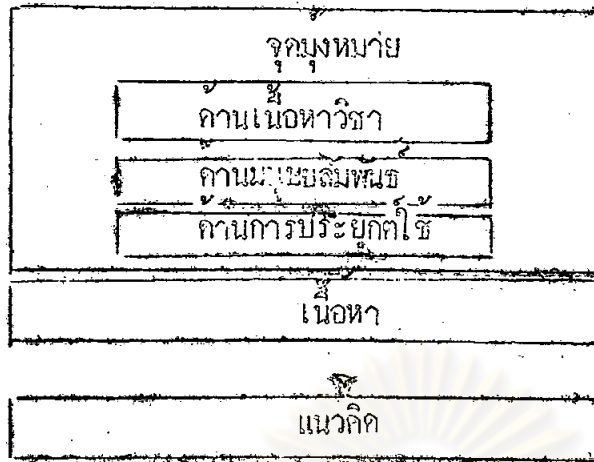 จุดมุงหมาย
ด้านเนื้อหาวิชา
ด้านมนุษยสัมพันธ์
ด้านการประยุกต์ใช้
เนื้อหา
แนวคิด